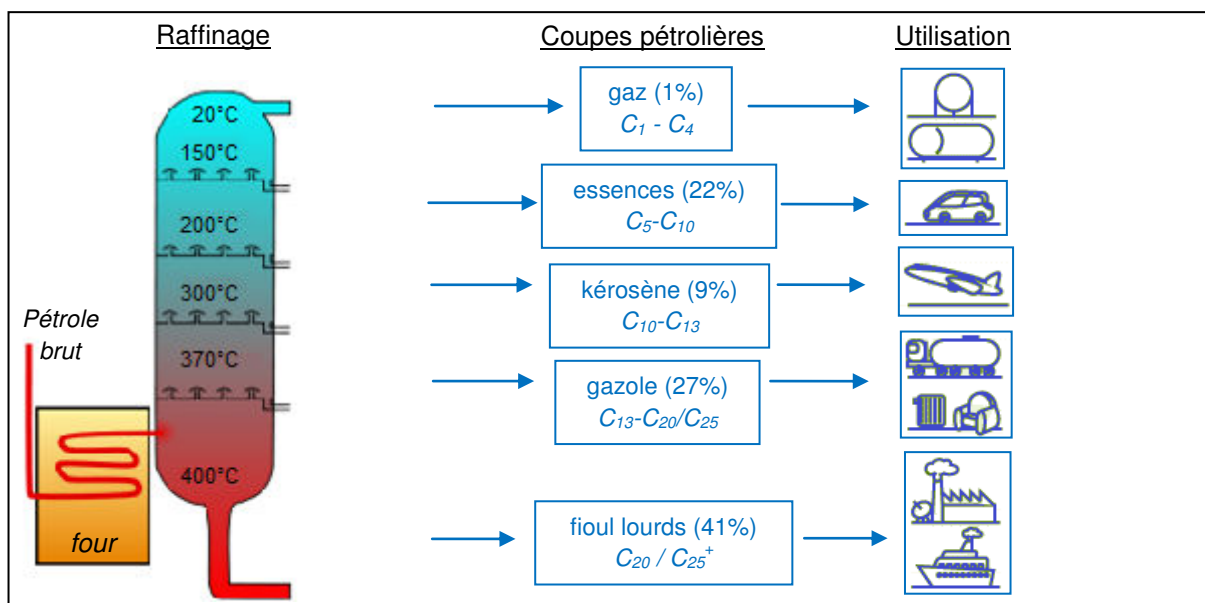 Raffinage
Coupes pétrolières
Utilisation
20°C
150°C
200°C
300°C
370°C
400°C
Pétrole
brut
four
gaz (1%)
C₁ - C₄
essences (22%)
C₅-C₁₀
kérosène (9%)
C₁₀-C₁₃
gazole (27%)
C₁₃-C₂₀/C₂₅
fioul lourds (41%)
C₂₀ / C₂₅⁺